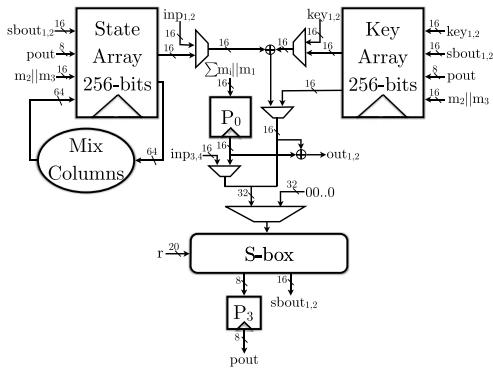 sbout1,2 16
pout 8
m2||m3 16
64
State
Array
256-bits
inp1,2
16
16
16
16
key1,2
16
16
Key
Array
256-bits
16 key1,2
16 sbout1,2
8 pout
16 m2||m3
∑mi||m1
16
16
P0
16
16
Mix
Columns
64
inp3,4 16
out1,2
32
32 00..0
r 20
S-box
8
16
sbout1,2
P3
8
pout